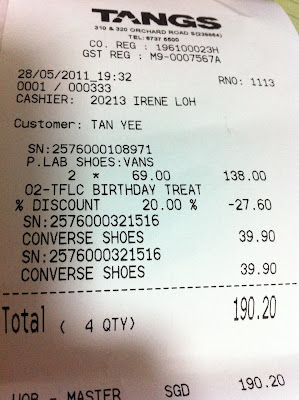 TANGS
310 & 320 ORCHARD ROAD S(238864)
TEL: 6737 5500
CO. REG : 196100023H
GST REG : M9-0007567A
28/05/2011_19:32 RNO: 1113
0001 / 000333
CASHIER: 20213 IRENE LOH
Customer: TAN YEE
SN:2576000108971
P.LAB SHOES:VANS
2 * 69.00 138.00
02-TFLC BIRTHDAY TREAT
% DISCOUNT 20.00 % -27.60
SN:2576000321516
CONVERSE SHOES 39.90
SN:2576000321516
CONVERSE SHOES 39.90
Total ( 4 QTY) 190.20
UOB - MASTER SGD 190.20